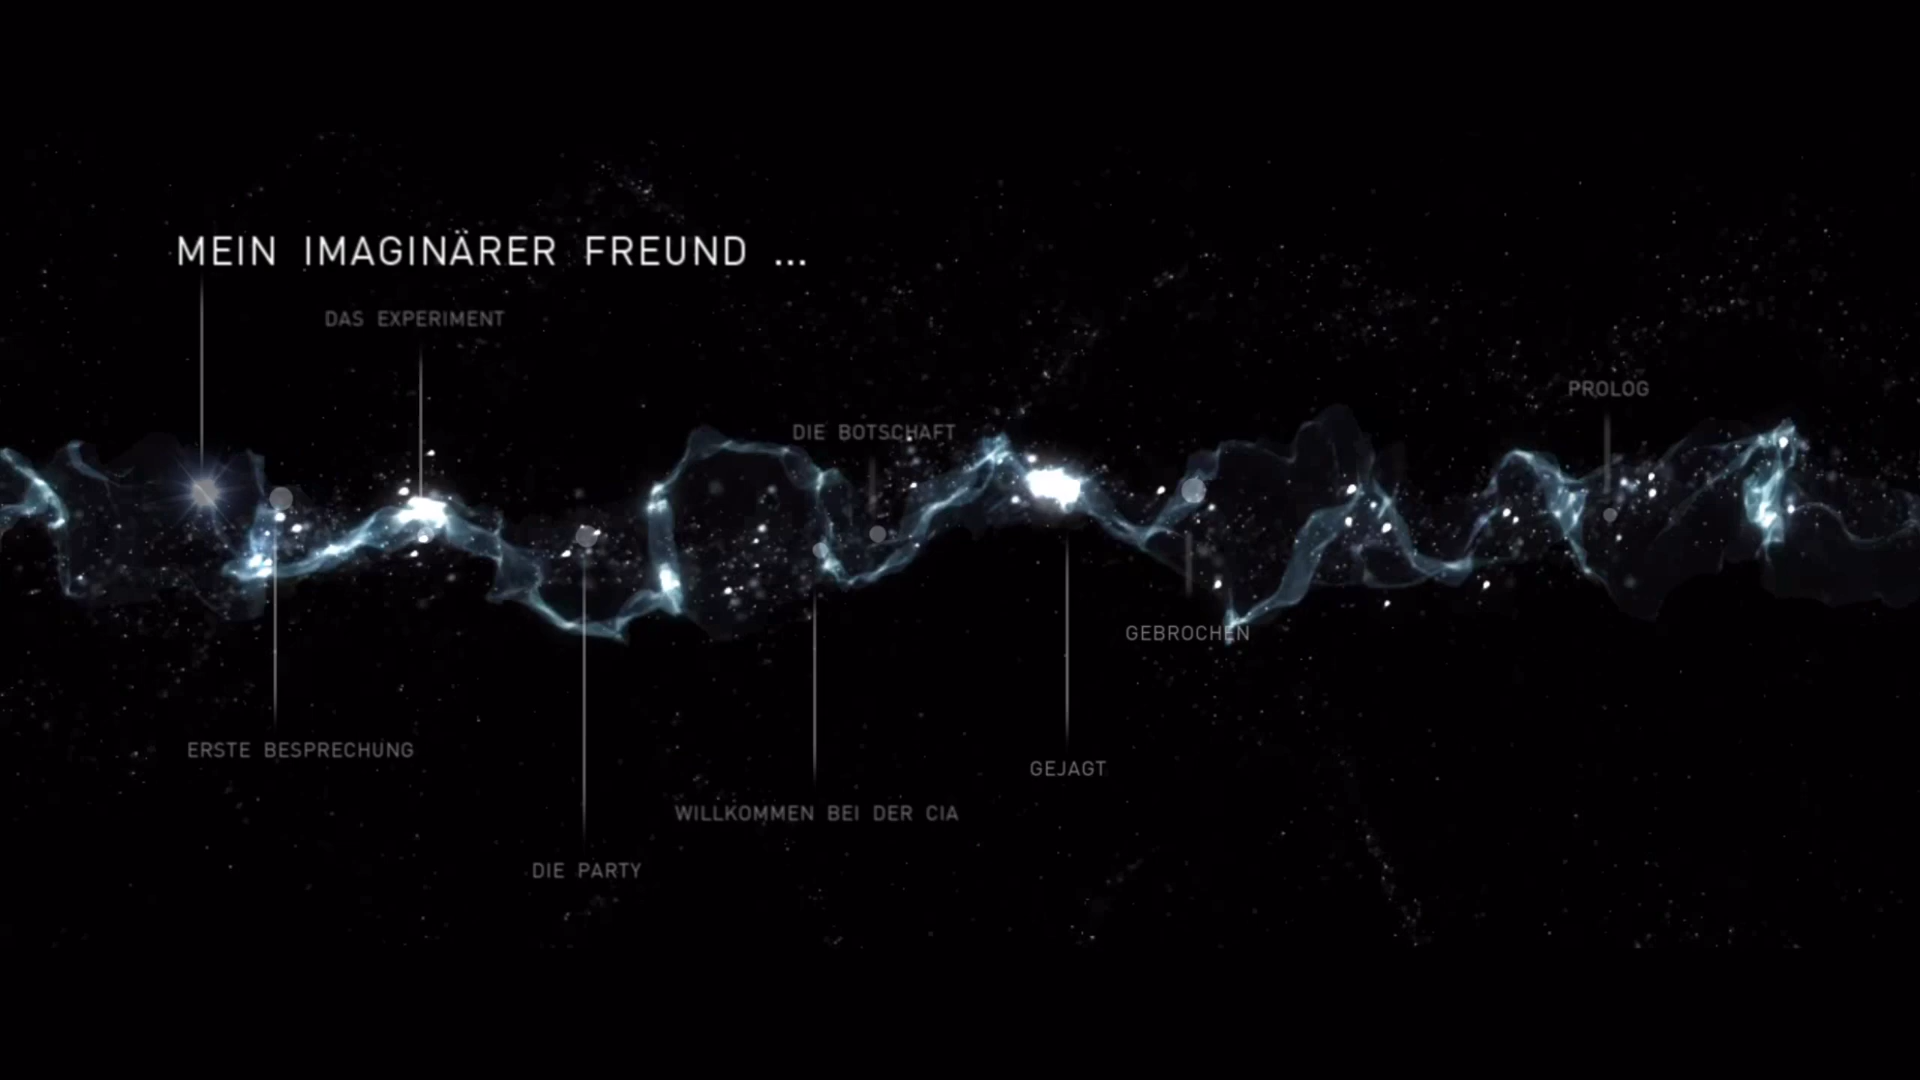 MEIN IMAGINÄRER FREUND ...
DAS EXPERIMENT
PROLOG
DIE BOTSCHAFT
GEBROCHEN
ERSTE BESPRECHUNG
GEJAGT
WILLKOMMEN BEI DER CIA
DIE PARTY